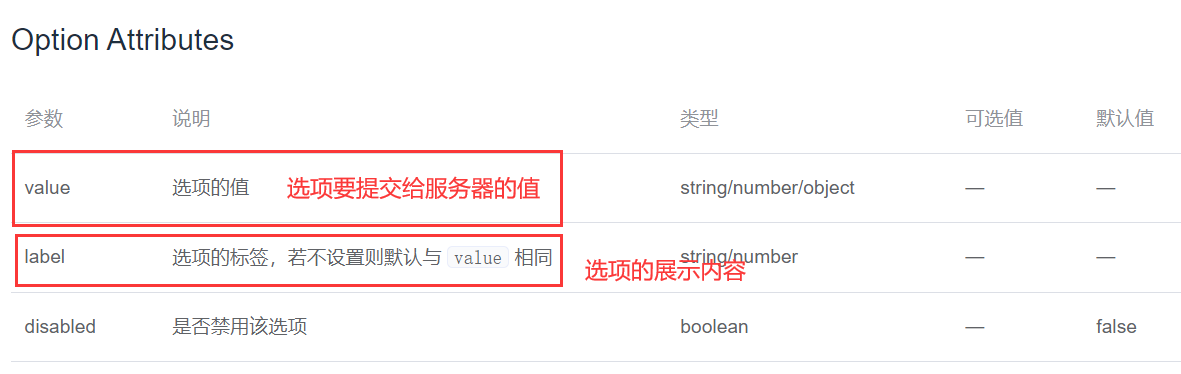 Option Attributes
参数 说明 类型 可选值 默认值
value 选项的值 选项要提交给服务器的值 string/number/object — —
label 选项的标签，若不设置则默认与 value 相同 string/number — —
选项的展示内容
disabled 是否禁用该选项 boolean — false